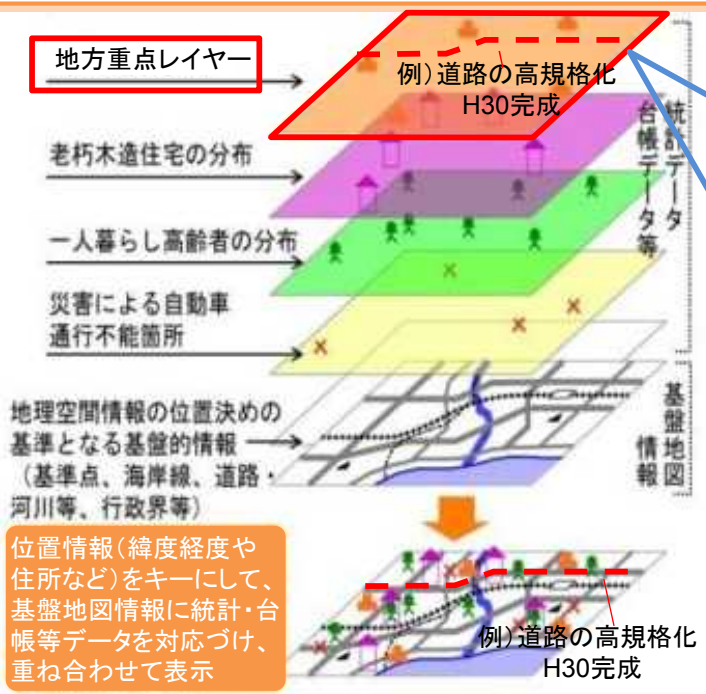 地方重点レイヤー
例）道路の高規格化
H30完成
老朽木造住宅の分布
一人暮らし高齢者の分布
災害による自動車
通行不能箇所
統計データ
台帳データ等
地理空間情報の位置決めの
基準となる基盤的情報
（基準点、海岸線、道路・
河川等、行政界等）
基盤地図
情報
位置情報（緯度経度や
住所など）をキーにして、
基盤地図情報に統計・台
帳等データを対応づけ、
重ね合わせて表示
例）道路の高規格化
H30完成